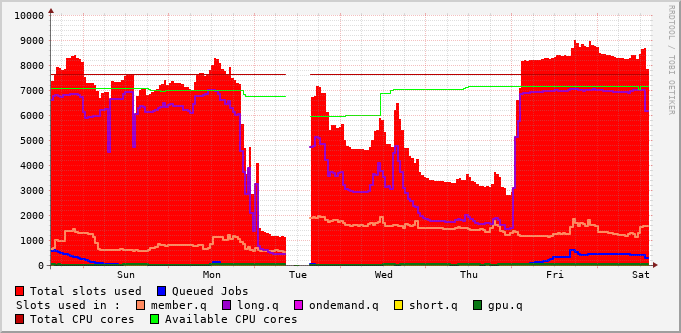 10000
9000
8000
7000
6000
5000
4000
3000
2000
1000
0
Sun Mon Tue Wed Thu Fri Sat
RRDTOOL / TOBI OETIKER
Total slots used Queued Jobs
Slots used in : member.q long.q ondemand.q short.q gpu.q
Total CPU cores Available CPU cores